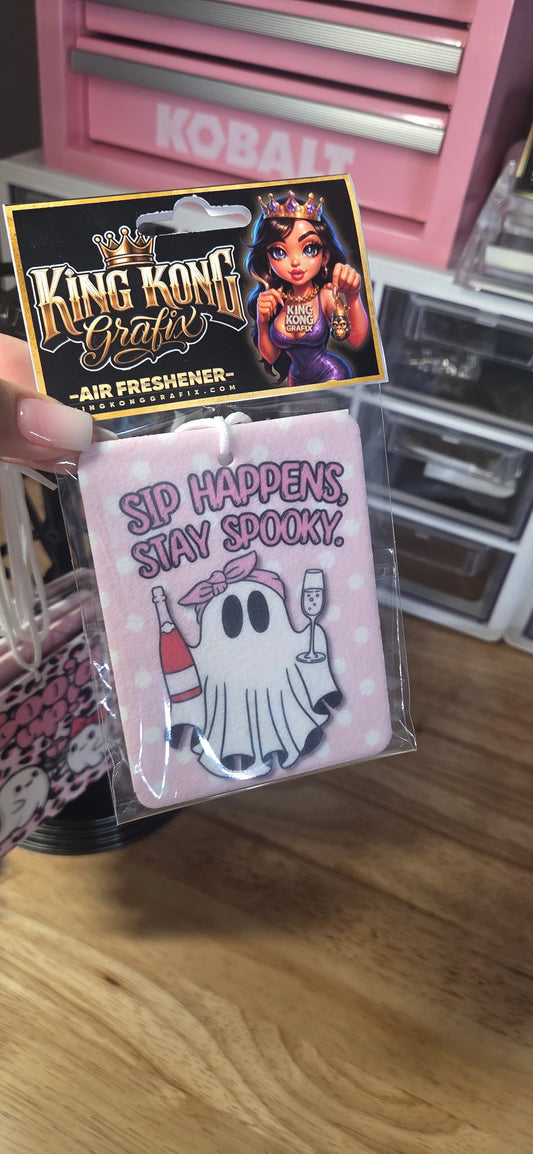 KOBALT
KING KONG
Grafix
-AIR FRESHENER-
KINGKONGGRAFIX.COM
KING
KONG
GRAFIX
SIP HAPPENS,
STAY SPOOKY.